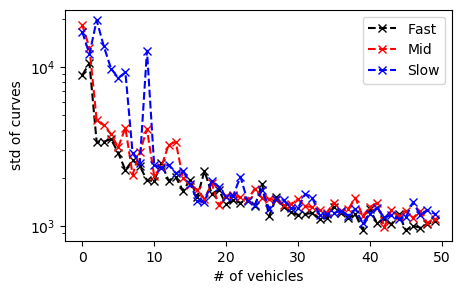 std of curves
10⁴
10³
Fast
Mid
Slow
0 10 20 30 40 50
# of vehicles